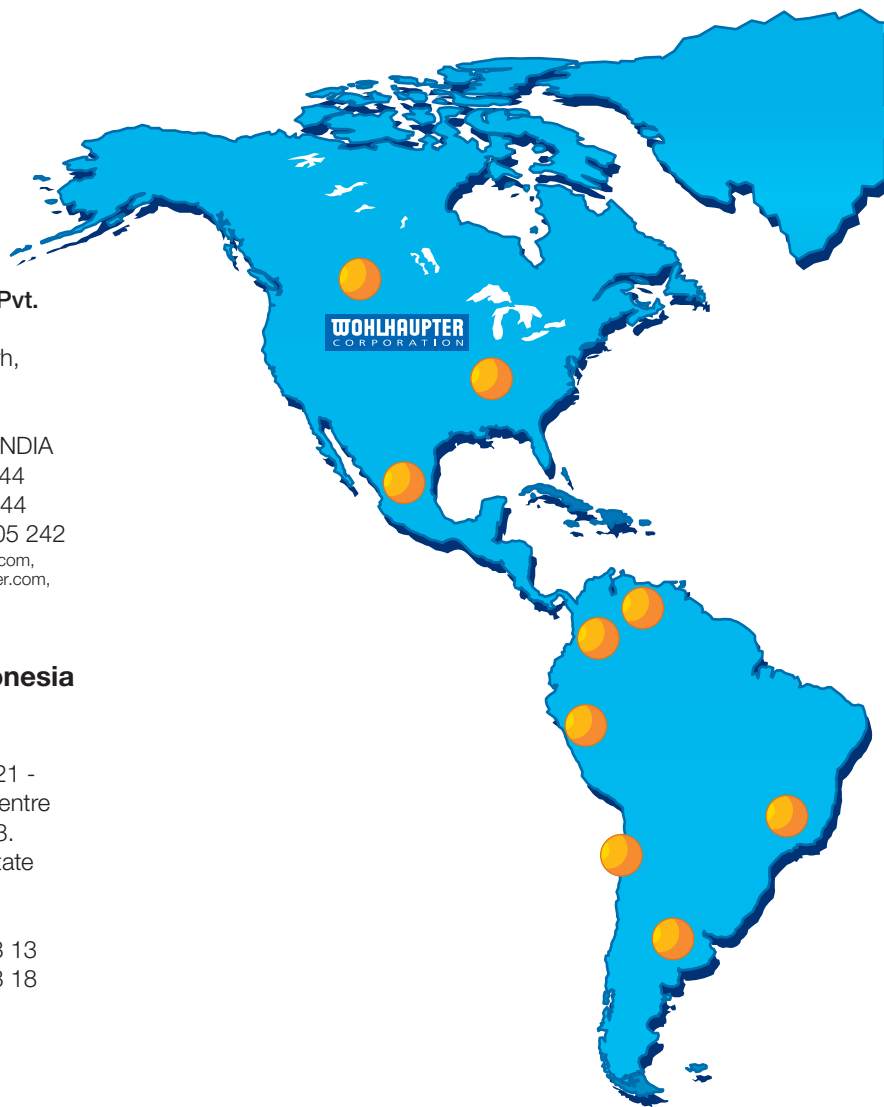 Pvt.
h,
NDIA
44
44
05 242
com,
er.com,
onesia
21 -
entre
3.
tate
3 13
3 18
WOHLHAUPTER
CORPORATION